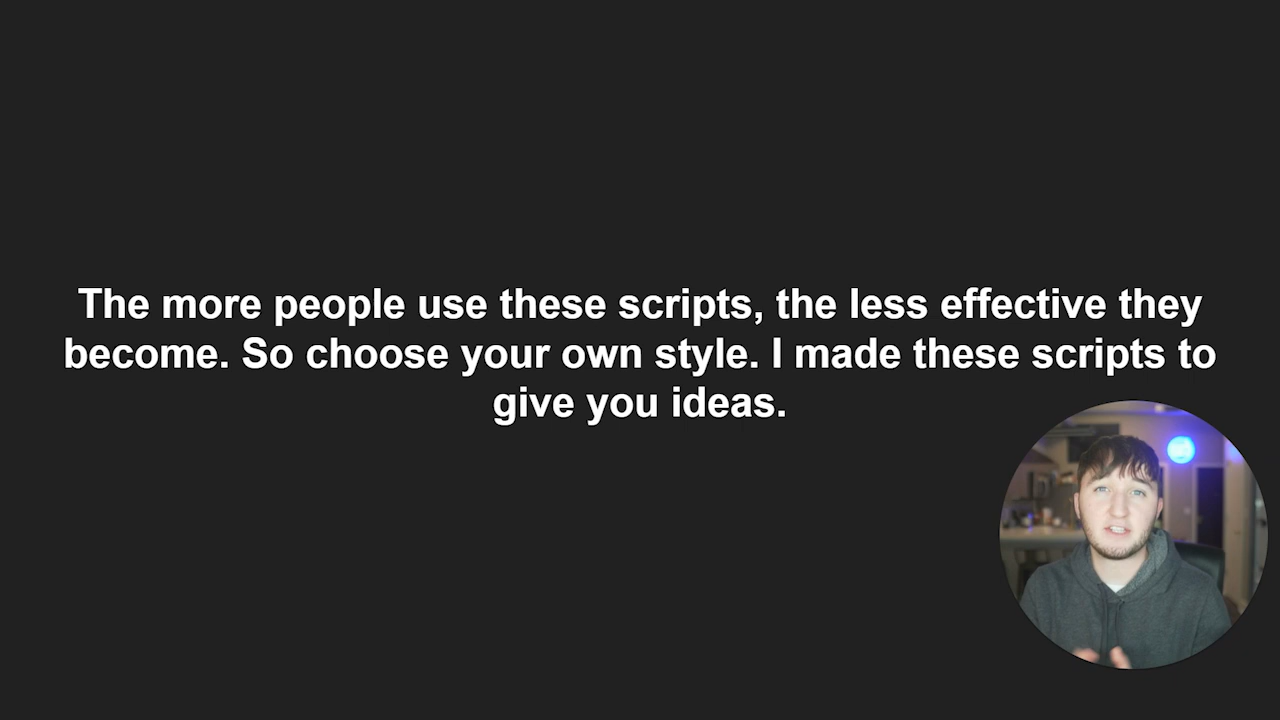 The more people use these scripts, the less effective they
become. So choose your own style. I made these scripts to
give you ideas.